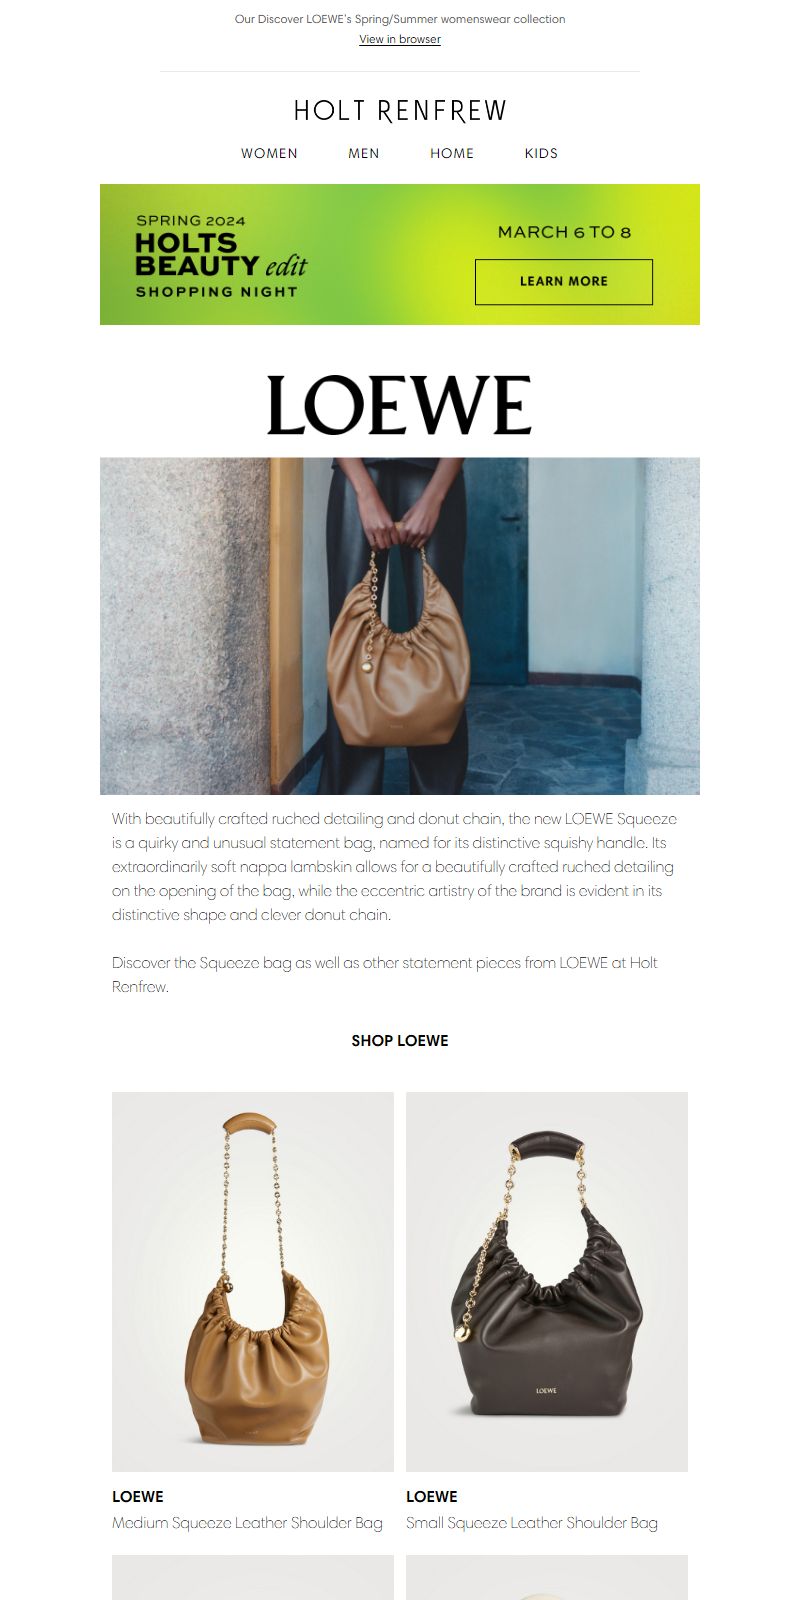 Our Discover LOEWE's Spring/Summer womenswear collection
View in browser
HOLT RENFREW
WOMEN MEN HOME KIDS
SPRING 2024
HOLTS
BEAUTY edit
SHOPPING NIGHT
MARCH 6 TO 8
LEARN MORE
LOEWE
With beautifully crafted ruched detailing and donut chain, the new LOEWE Squeeze
is a quirky and unusual statement bag, named for its distinctive squishy handle. Its
extraordinarily soft nappa lambskin allows for a beautifully crafted ruched detailing
on the opening of the bag, while the eccentric artistry of the brand is evident in its
distinctive shape and clever donut chain.
Discover the Squeeze bag as well as other statement pieces from LOEWE at Holt
Renfrew.
SHOP LOEWE
LOEWE
LOEWE
Medium Squeeze Leather Shoulder Bag
LOEWE
Small Squeeze Leather Shoulder Bag